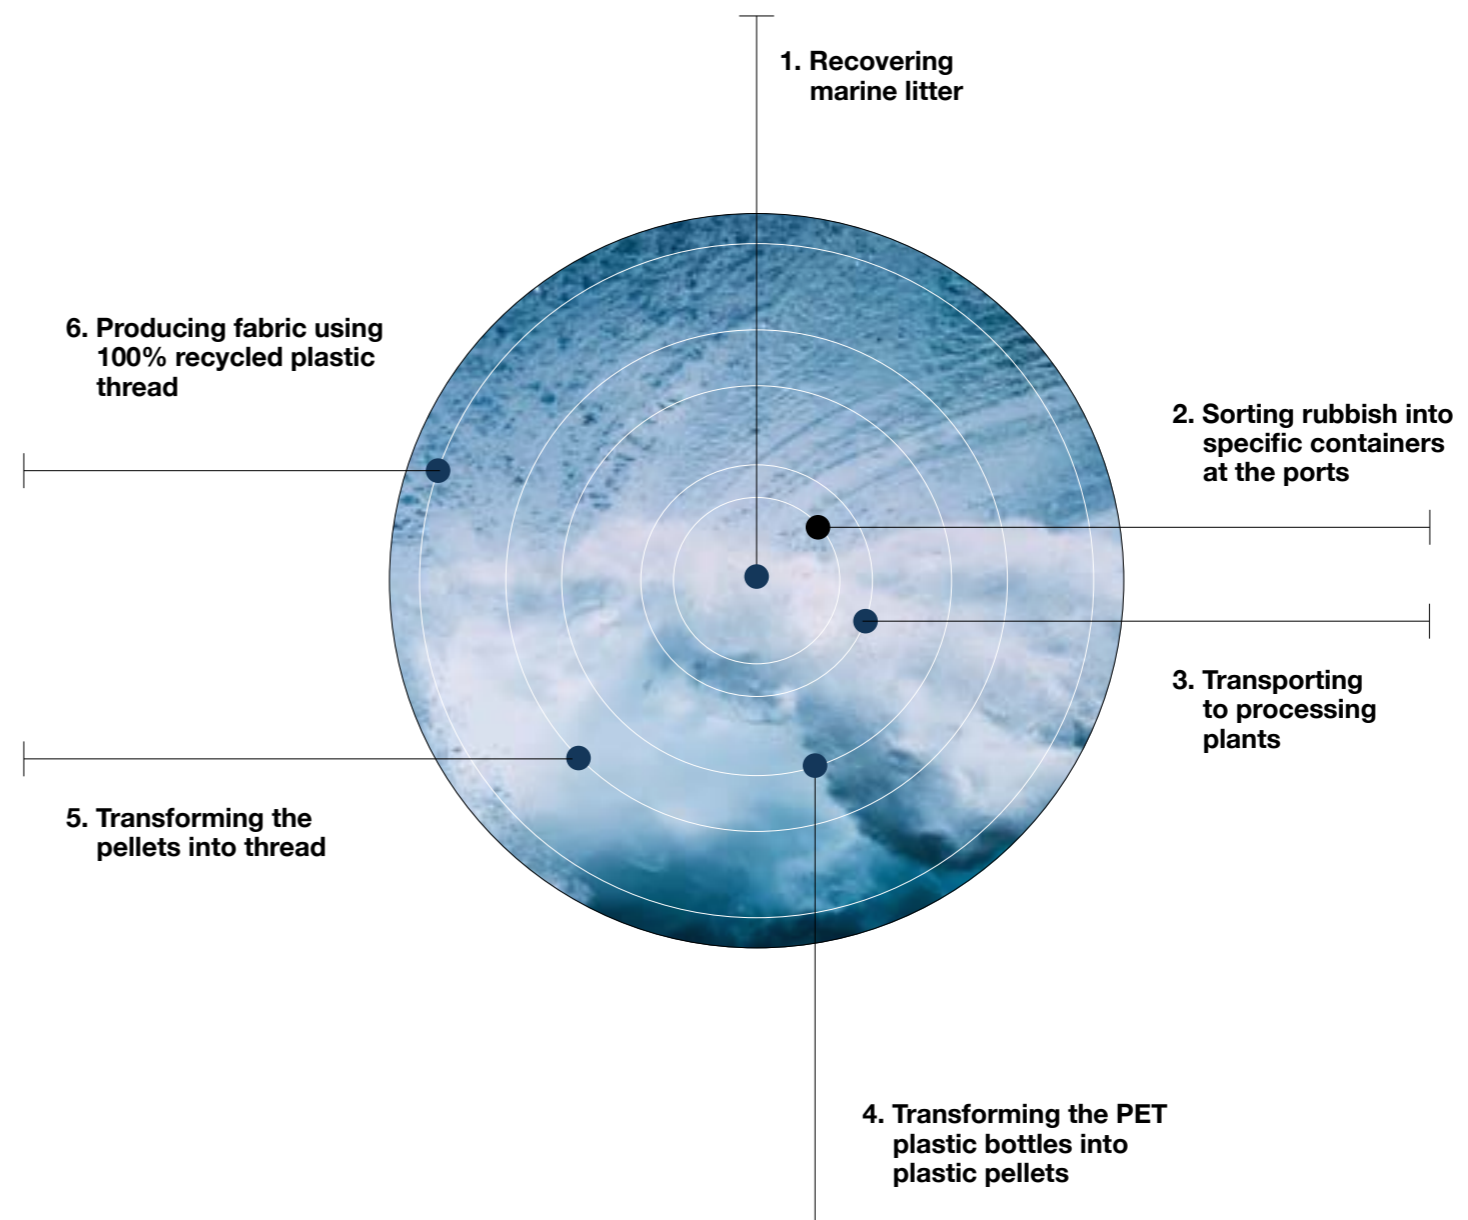 1. Recovering
marine litter
2. Sorting rubbish into
specific containers
at the ports
3. Transporting
to processing
plants
4. Transforming the PET
plastic bottles into
plastic pellets
5. Transforming the
pellets into thread
6. Producing fabric using
100% recycled plastic
thread